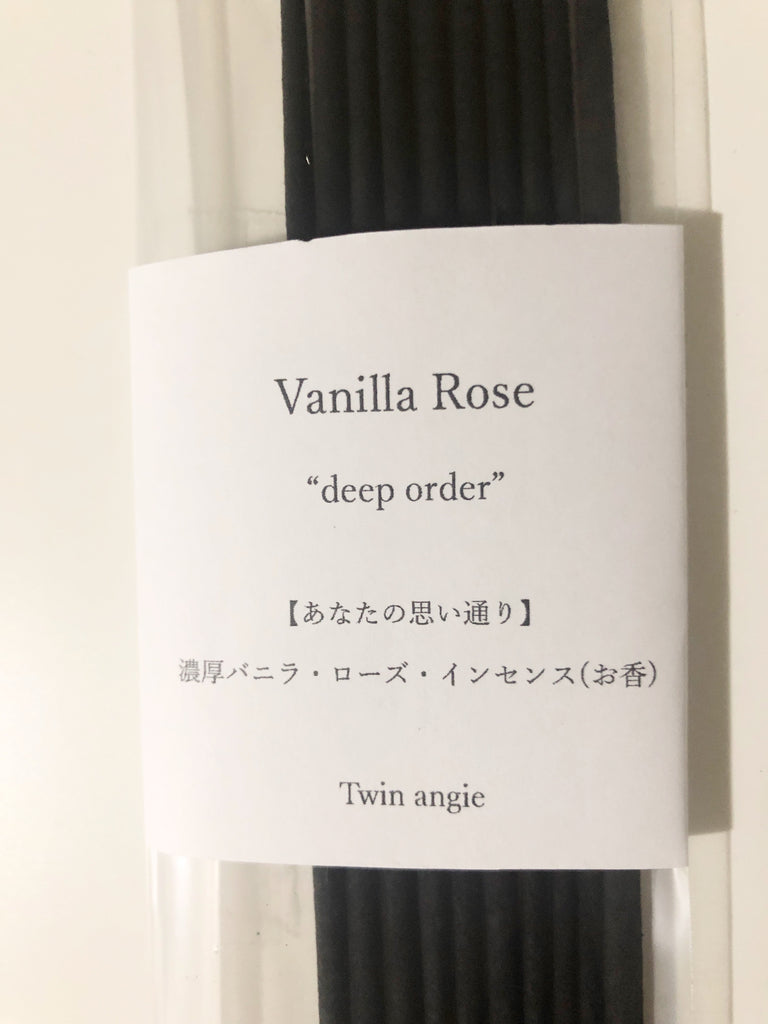 Vanilla Rose
“deep order”
【あなたの思い通り】
濃厚バニラ・ローズ・インセンス(お香)
Twin angie